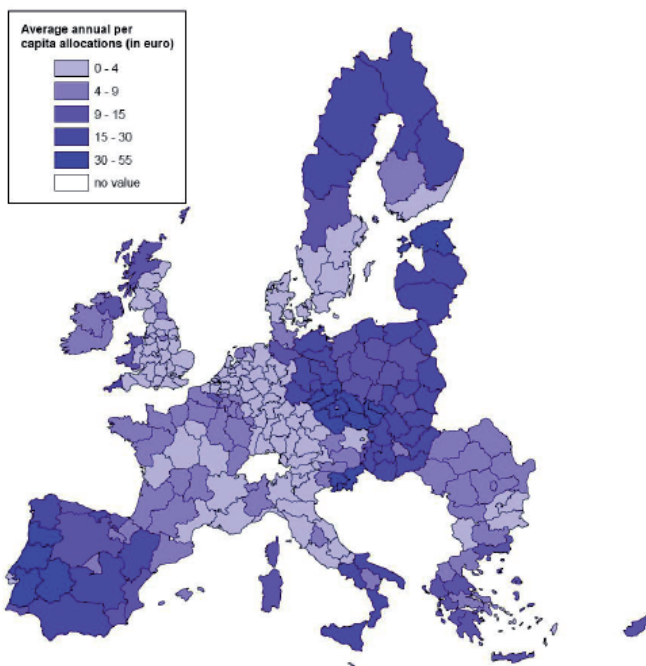 Average annual per
capita allocations (in euro)
0 - 4
4 - 9
9 - 15
15 - 30
30 - 55
no value